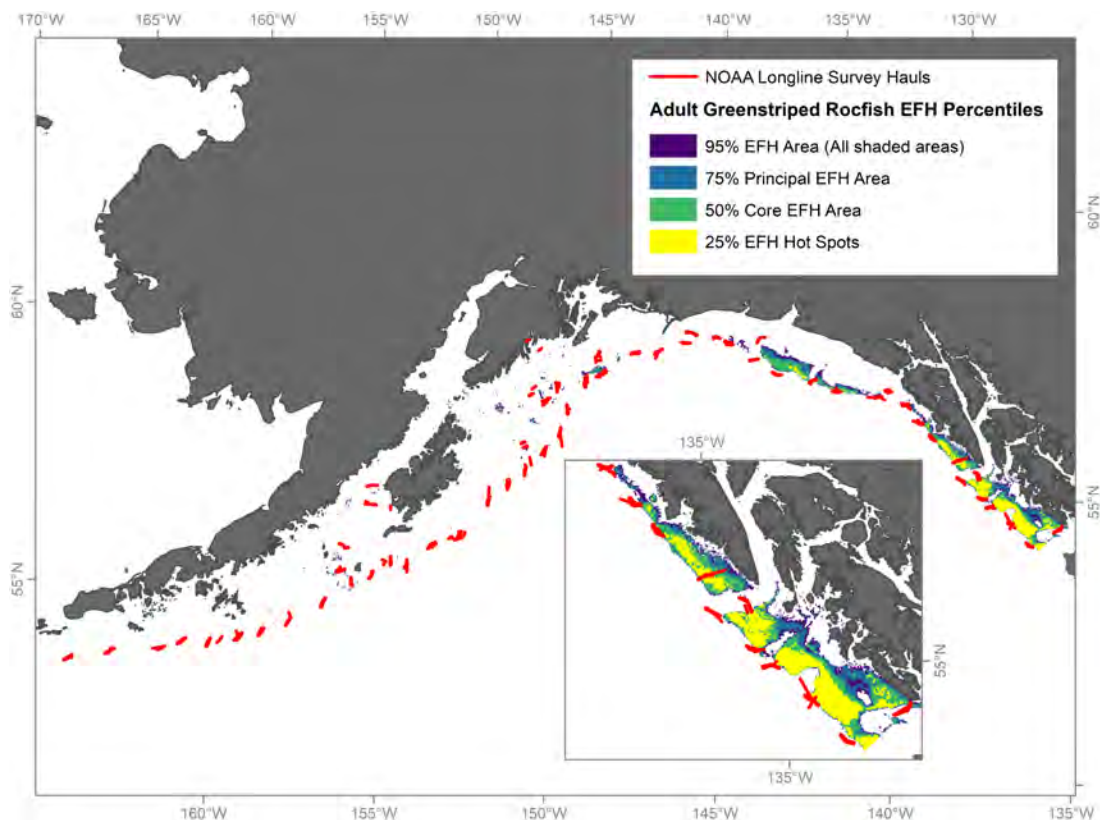 170°W 160°W 155°W 150°W 145°W 140°W 130°W
NOAA Longline Survey Hauls
Adult Greenstriped Rocfish EFH Percentiles
95% EFH Area (All shaded areas)
75% Principal EFH Area
50% Core EFH Area
25% EFH Hot Spots
60°N
60°N
135°W
55°N
55°N
55°N
135°W
160°W 155°W 150°W 145°W 140°W 135°W